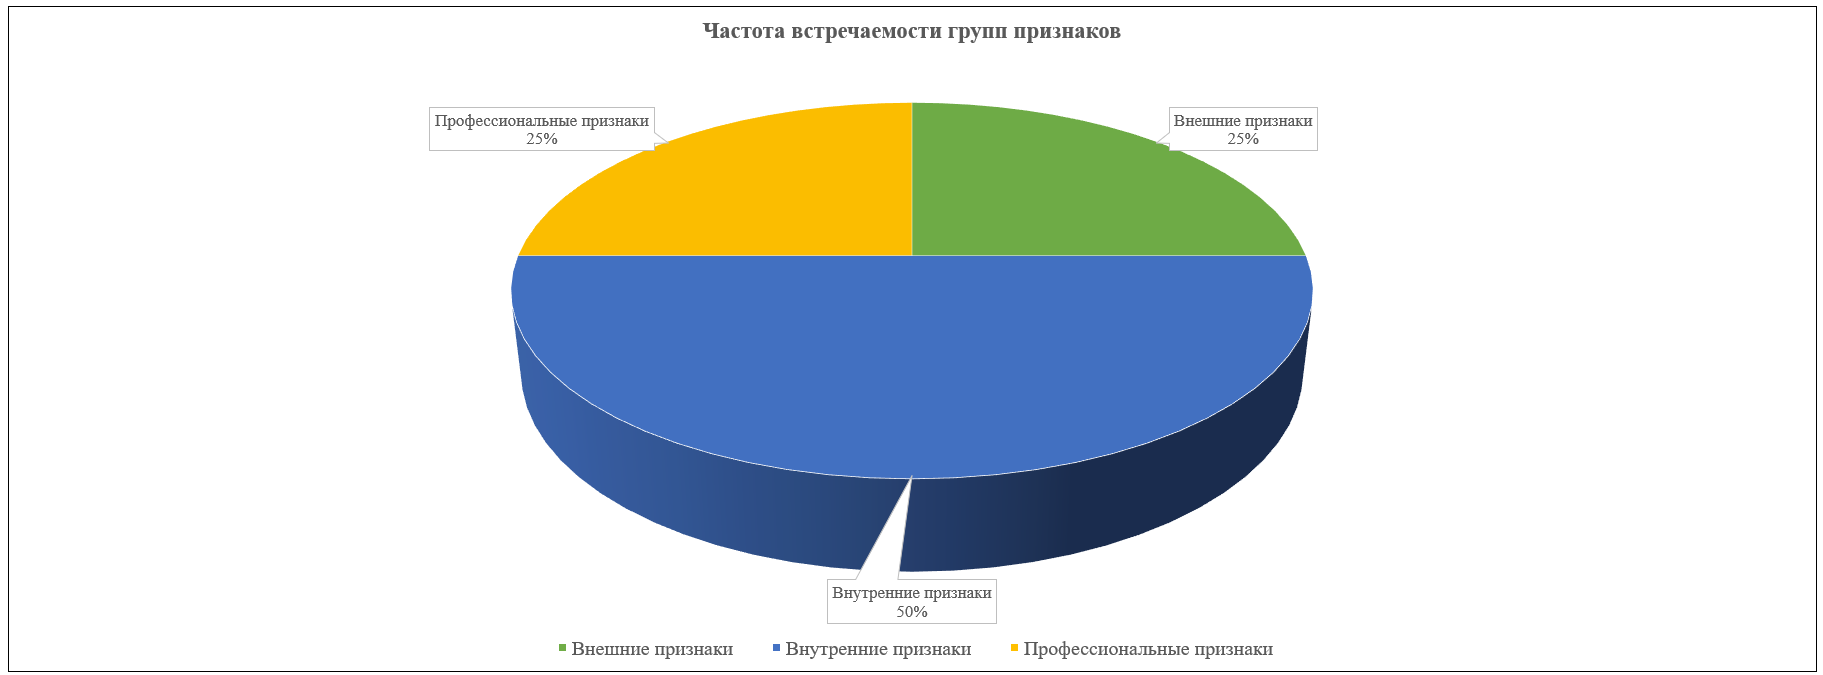 Частота встречаемости групп признаков
Профессиональные признаки
25%
Внешние признаки
25%
Внутренние признаки
50%
Внешние признаки
Внутренние признаки
Профессиональные признаки